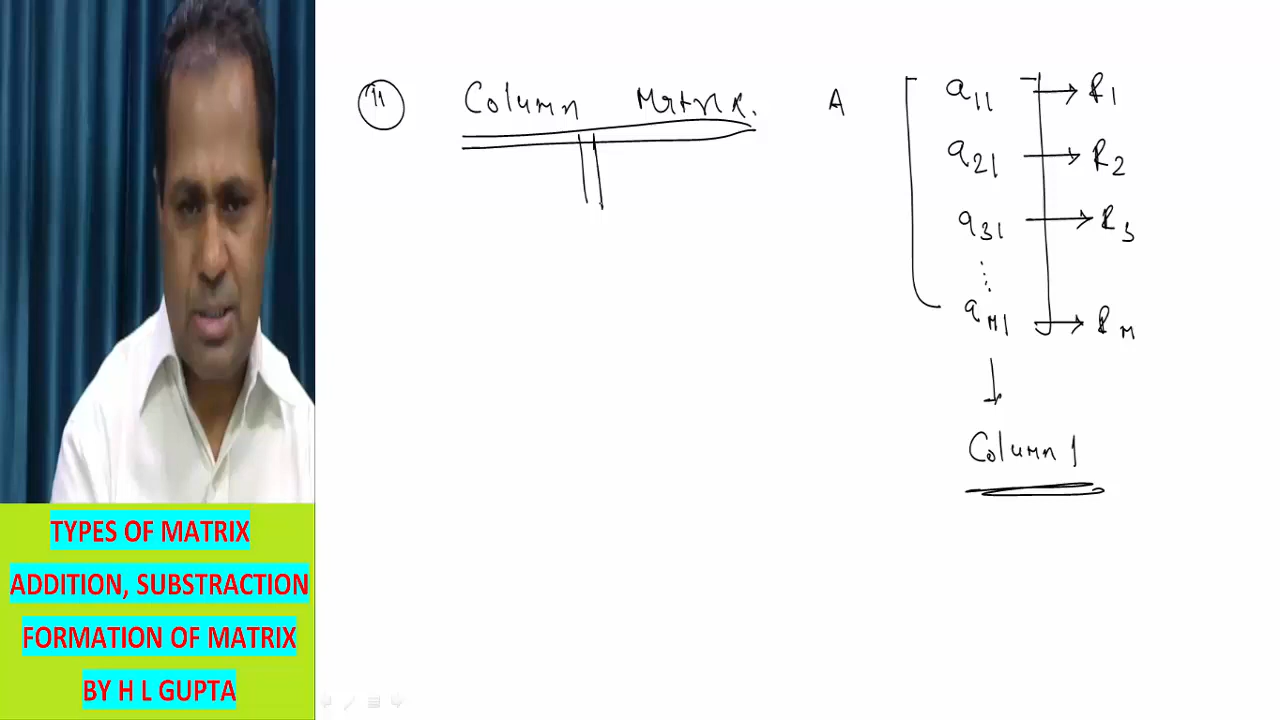 11 Column Matrix. A
a11 → R1
a21 → R2
a31 → R3
⋮
aM1 → RM
↓
Column 1
TYPES OF MATRIX
ADDITION, SUBSTRACTION
FORMATION OF MATRIX
BY H L GUPTA